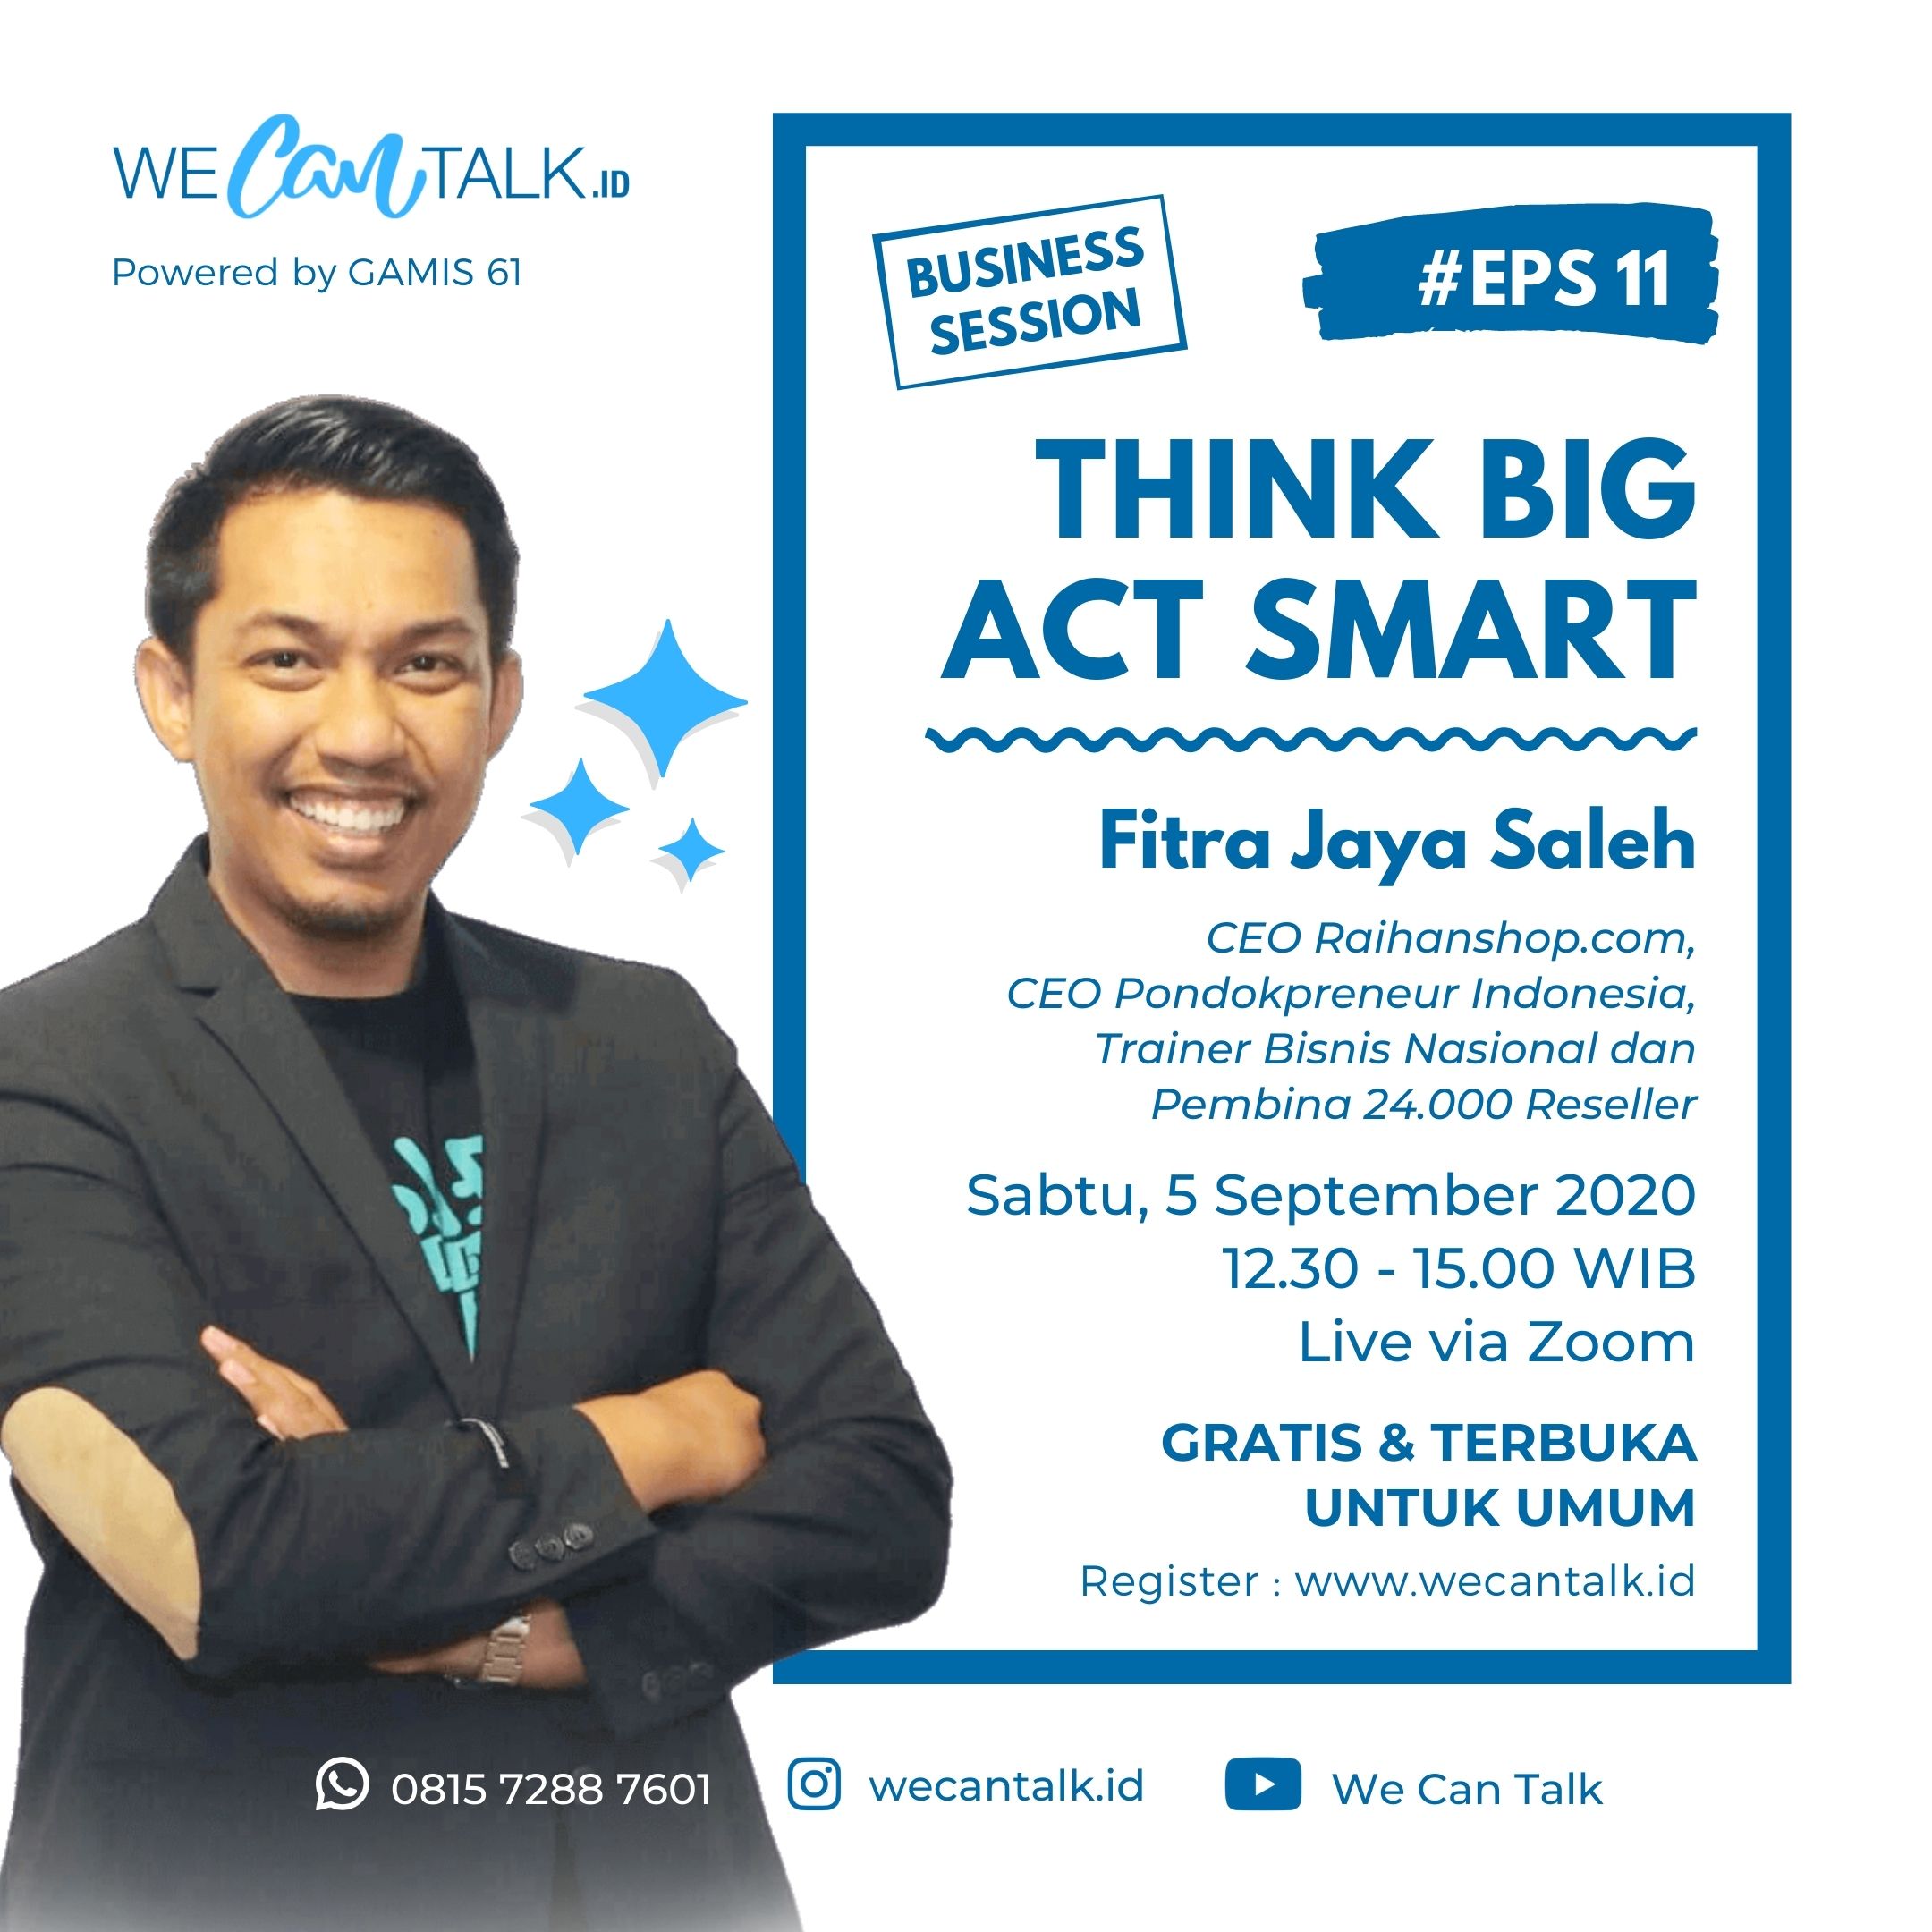 WE Can TALK.ID
Powered by GAMIS 61
BUSINESS
SESSION
#EPS 11
THINK BIG
ACT SMART
Fitra Jaya Saleh
CEO Raihanshop.com,
CEO Pondokpreneur Indonesia,
Trainer Bisnis Nasional dan
Pembina 24.000 Reseller
Sabtu, 5 September 2020
12.30 - 15.00 WIB
Live via Zoom
GRATIS & TERBUKA
UNTUK UMUM
Register : www.wecantalk.id
0815 7288 7601
wecantalk.id
We Can Talk